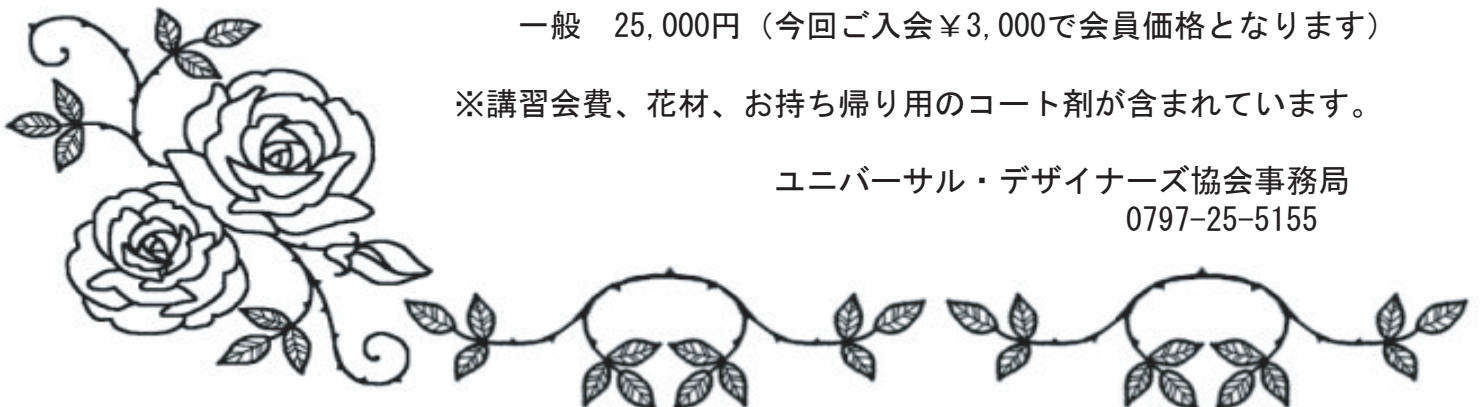 一般　25,000円（今回ご入会￥3,000で会員価格となります）
※講習会費、花材、お持ち帰り用のコート剤が含まれています。
ユニバーサル・デザイナーズ協会事務局
0797-25-5155